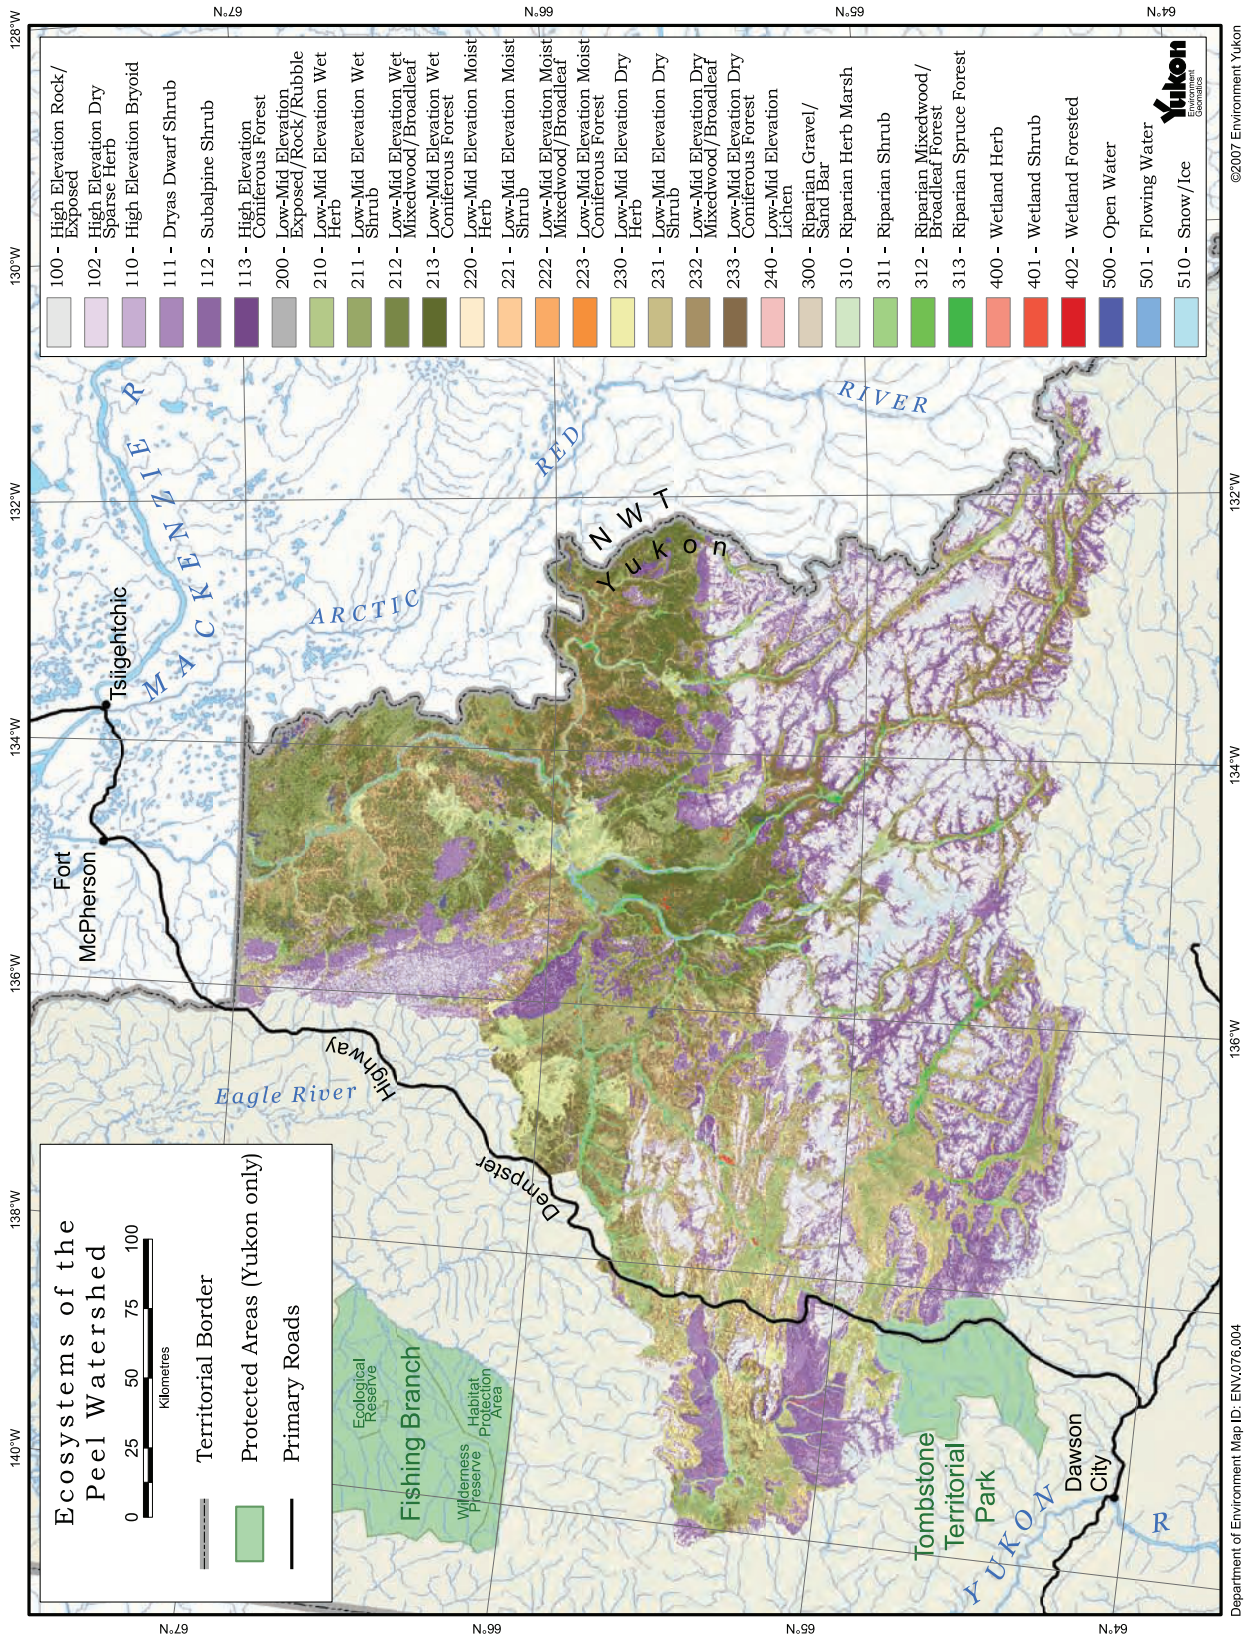 Ecosystems of the
Peel Watershed
0 25 50 75 100
Kilometres
Territorial Border
Protected Areas (Yukon only)
Primary Roads
100 - High Elevation Rock/
Exposed
102 - High Elevation Dry
Sparse Herb
110 - High Elevation Bryoid
111 - Dryas Dwarf Shrub
112 - Subalpine Shrub
113 - High Elevation
Coniferous Forest
200 - Low-Mid Elevation
Exposed/Rock/Rubble
210 - Low-Mid Elevation Wet
Herb
211 - Low-Mid Elevation Wet
Shrub
212 - Low-Mid Elevation Wet
Mixedwood/Broadleaf
213 - Low-Mid Elevation Wet
Coniferous Forest
220 - Low-Mid Elevation Moist
Herb
221 - Low-Mid Elevation Moist
Shrub
222 - Low-Mid Elevation Moist
Mixedwood/Broadleaf
223 - Low-Mid Elevation Moist
Coniferous Forest
230 - Low-Mid Elevation Dry
Herb
231 - Low-Mid Elevation Dry
Shrub
232 - Low-Mid Elevation Dry
Mixedwood/Broadleaf
233 - Low-Mid Elevation Dry
Coniferous Forest
240 - Low-Mid Elevation
Lichen
300 - Riparian Gravel/
Sand Bar
310 - Riparian Herb Marsh
311 - Riparian Shrub
312 - Riparian Mixedwood/
Broadleaf Forest
313 - Riparian Spruce Forest
400 - Wetland Herb
401 - Wetland Shrub
402 - Wetland Forested
500 - Open Water
501 - Flowing Water
510 - Snow/Ice
Yukon
Environment
Geomatics
140°W
138°W
136°W
134°W
132°W
130°W
128°W
67°N
66°N
65°N
64°N
67°N
66°N
65°N
64°N
140°W
138°W
136°W
134°W
132°W
Fort
McPherson
Tsiigehtchic
MACKENZIE R
ARCTIC
RED
RIVER
NWT
Yukon
Eagle River
Dempster
Highway
Ecological
Reserve
Fishing Branch
Wilderness
Preserve
Habitat
Protection
Area
Tombstone
Territorial
Park
Dawson
City
YUKON
R
Department of Environment Map ID: ENV.076.004
©2007 Environment Yukon